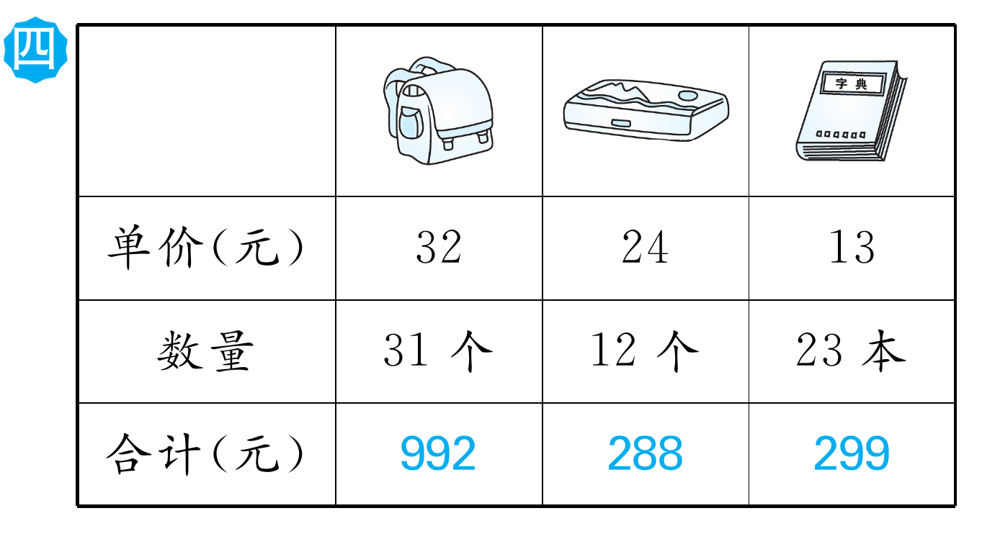 四
字典
单价(元) 32 24 13
数量 31 个 12 个 23 本
合计(元) 992 288 299